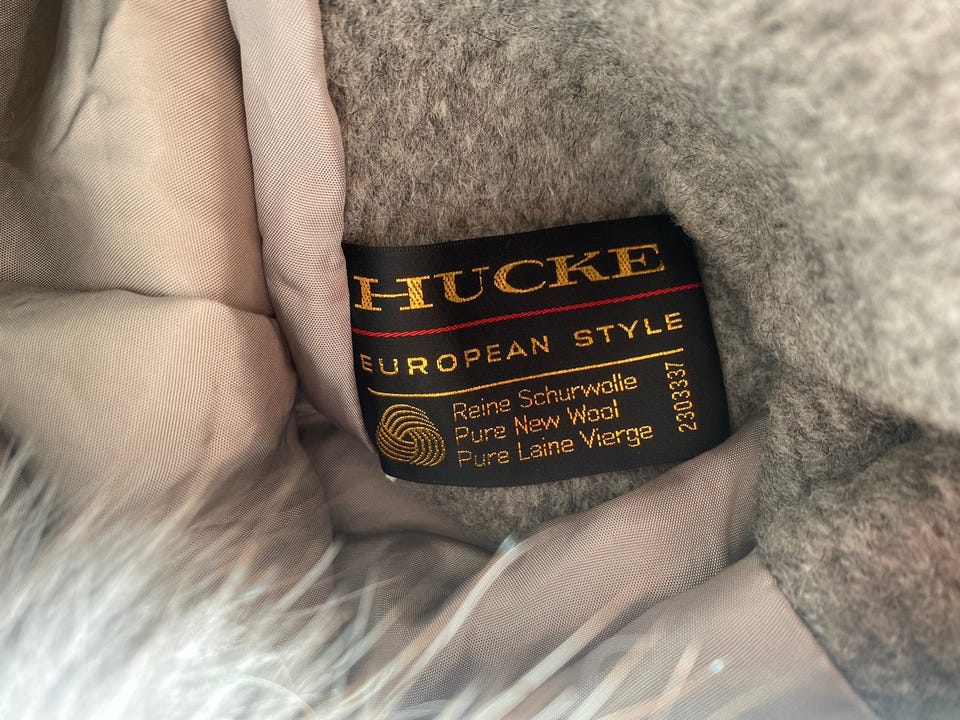 HUCKE
EUROPEAN STYLE
Reine Schurwolle
Pure New Wool
Pure Laine Vierge
2303337